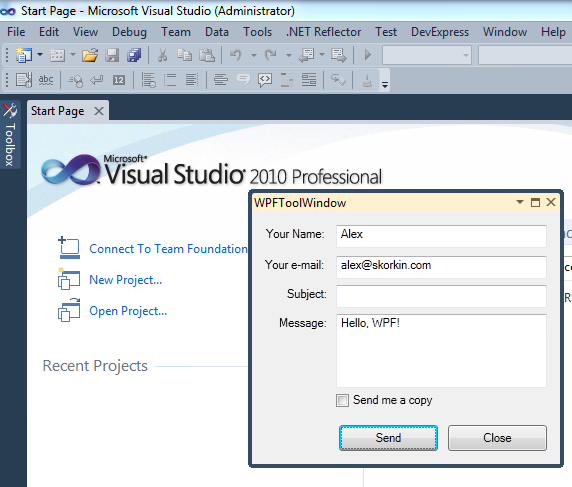 Start Page - Microsoft Visual Studio (Administrator)
File Edit View Debug Team Data Tools .NET Reflector Test DevExpress Window Help
abc 12
Toolbox
Start Page
Microsoft®
Visual Studio® 2010 Professional
WPFToolWindow
Your Name: Alex
Connect To Team Foundation
Your e-mail: alex@skorkin.com
New Project...
Subject:
Open Project...
Message: Hello, WPF!
Recent Projects
Send me a copy
Send Close